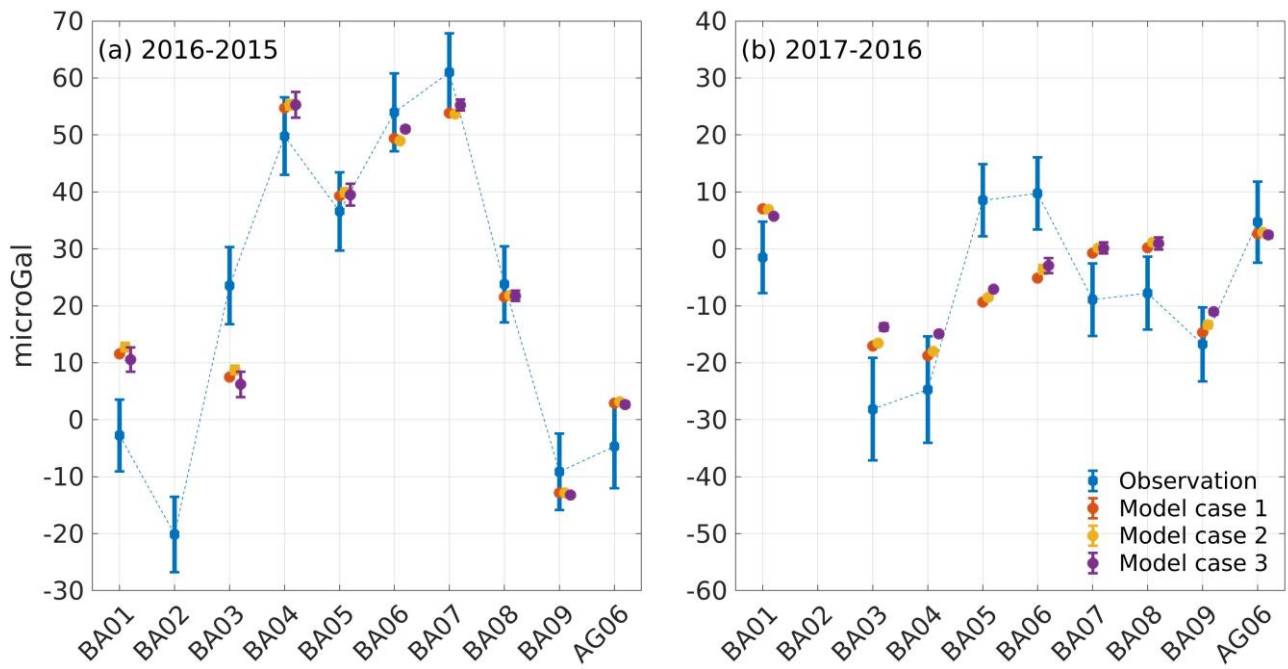 (a) 2016-2015
microGal
70
60
50
40
30
20
10
0
-10
-20
-30
BA01
BA02
BA03
BA04
BA05
BA06
BA07
BA08
BA09
AG06
(b) 2017-2016
40
30
20
10
0
-10
-20
-30
-40
-50
-60
Observation
Model case 1
Model case 2
Model case 3
BA01
BA02
BA03
BA04
BA05
BA06
BA07
BA08
BA09
AG06